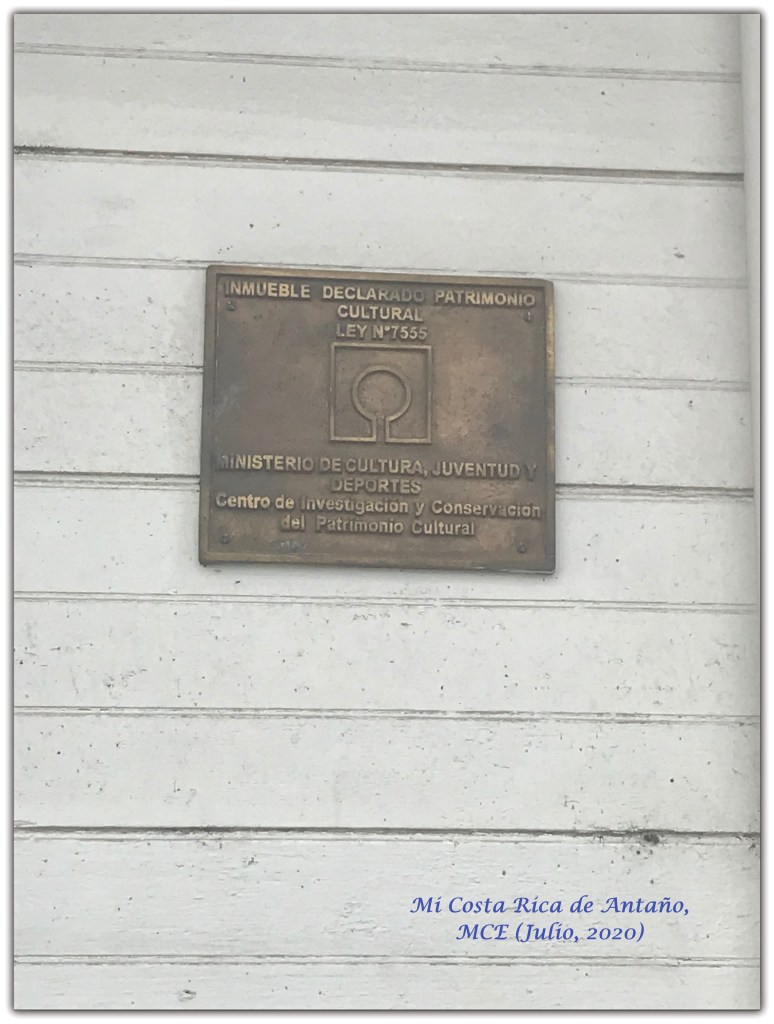 INMUEBLE DECLARADO PATRIMONIO
CULTURAL
LEY N°7555
MINISTERIO DE CULTURA, JUVENTUD Y
DEPORTES
Centro de Investigación y Conservación
del Patrimonio Cultural
Mi Costa Rica de Antaño,
MCE (Julio, 2020)